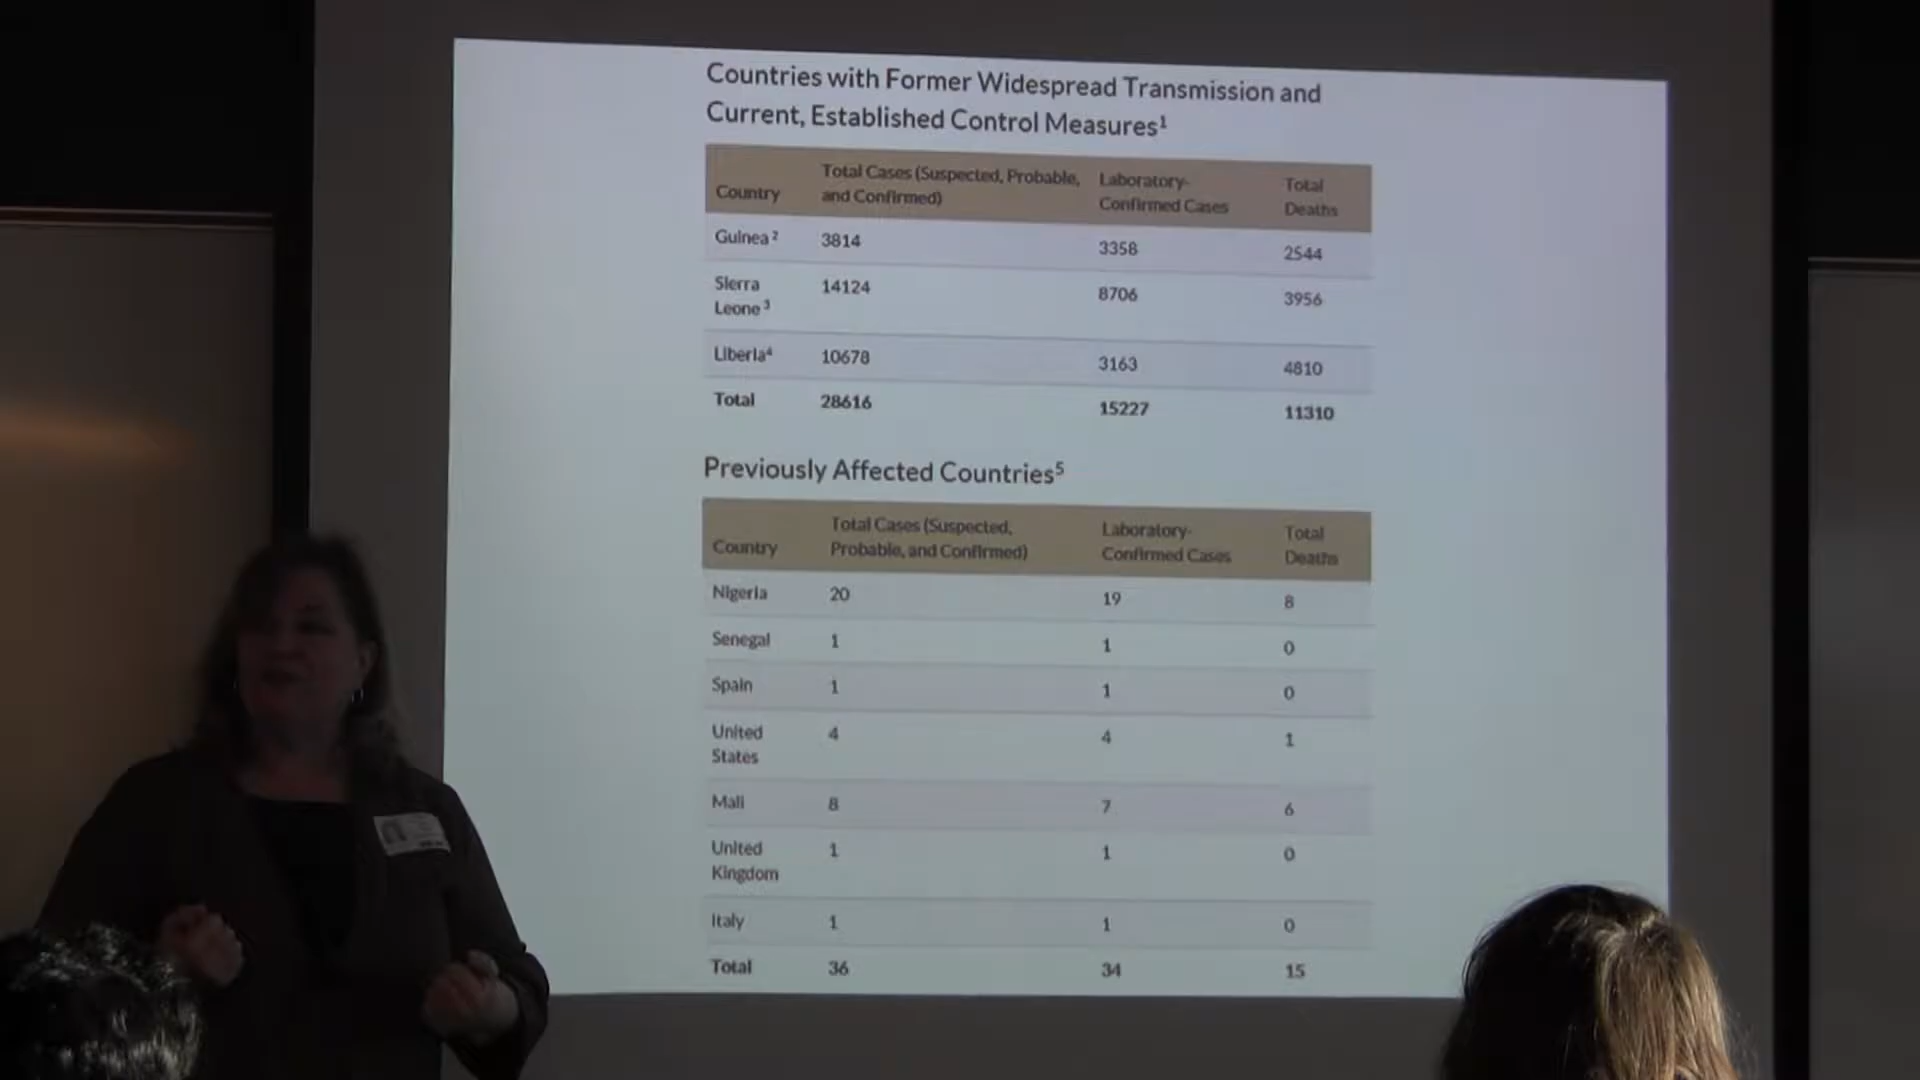 Countries with Former Widespread Transmission and
Current, Established Control Measures¹
Country Total Cases (Suspected, Probable, and Confirmed) Laboratory-Confirmed Cases Total Deaths
Guinea² 3814 3358 2544
Sierra Leone³ 14124 8706 3956
Liberia⁴ 10678 3163 4810
Total 28616 15227 11310
Previously Affected Countries⁵
Country Total Cases (Suspected, Probable, and Confirmed) Laboratory-Confirmed Cases Total Deaths
Nigeria 20 19 8
Senegal 1 1 0
Spain 1 1 0
United States 4 4 1
Mali 8 7 6
United Kingdom 1 1 0
Italy 1 1 0
Total 36 34 15